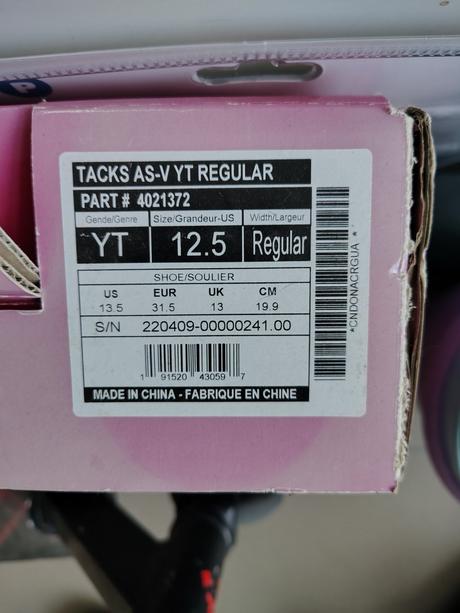 P
TACKS AS-V YT REGULAR
PART# 4021372
Gende/Genre Size/Grandeur-US Width/Largeur
YT 12.5 Regular
SHOE/SOULIER
US EUR UK CM
13.5 31.5 13 19.9
S/N 220409-00000241.00
1 91520 43059 7
MADE IN CHINA - FABRIQUE EN CHINE
*CNDONACRGUA*